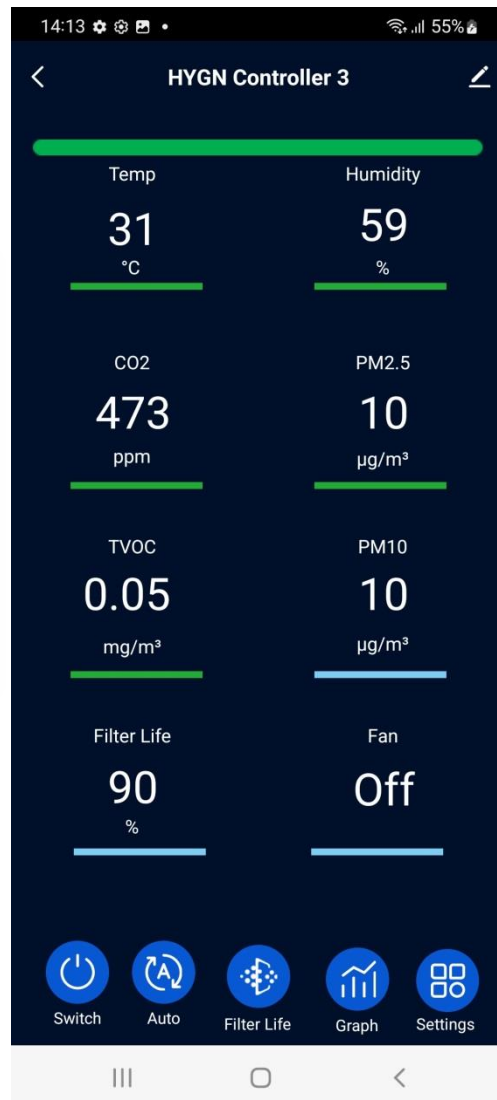 14:13 55%
HYGN Controller 3
Temp Humidity
31 59
°C %
CO2 PM2.5
473 10
ppm µg/m³
TVOC PM10
0.05 10
mg/m³ µg/m³
Filter Life Fan
90 Off
%
A
Switch Auto Filter Life Graph Settings